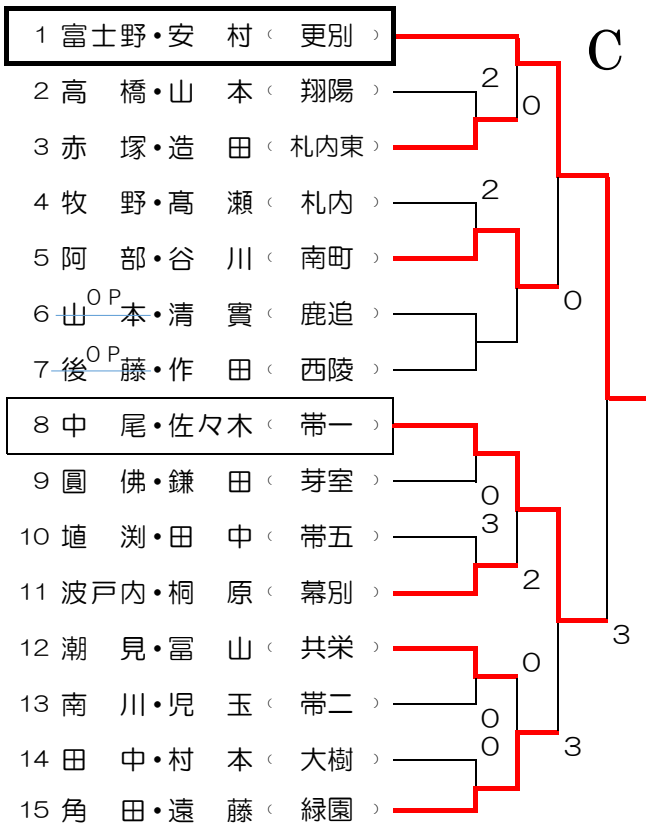 C
1 富士野・安 村（ 更別 ）
2 高 橋・山 本（ 翔陽 ）
2
0
3 赤 塚・造 田（ 札内東 ）
4 牧 野・髙 瀬（ 札内 ）
2
5 阿 部・谷 川（ 南町 ）
0
OP
6 山 本・清 實（ 鹿追 ）
OP
7 後 藤・作 田（ 西陵 ）
8 中 尾・佐々木（ 帯一 ）
9 圓 佛・鎌 田（ 芽室 ）
0
3
10 埴 渕・田 中（ 帯五 ）
2
11 波戸内・桐 原（ 幕別 ）
3
12 潮 見・冨 山（ 共栄 ）
0
13 南 川・児 玉（ 帯二 ）
0
0
3
14 田 中・村 本（ 大樹 ）
15 角 田・遠 藤（ 緑園 ）